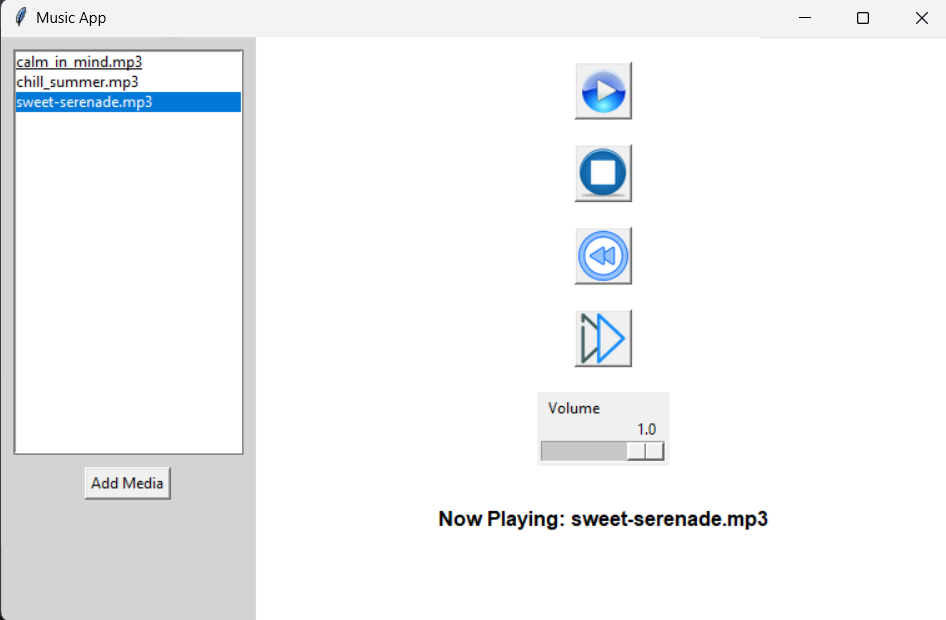 Music App
calm_in_mind.mp3
chill_summer.mp3
sweet-serenade.mp3
Add Media
Volume
1.0
Now Playing: sweet-serenade.mp3